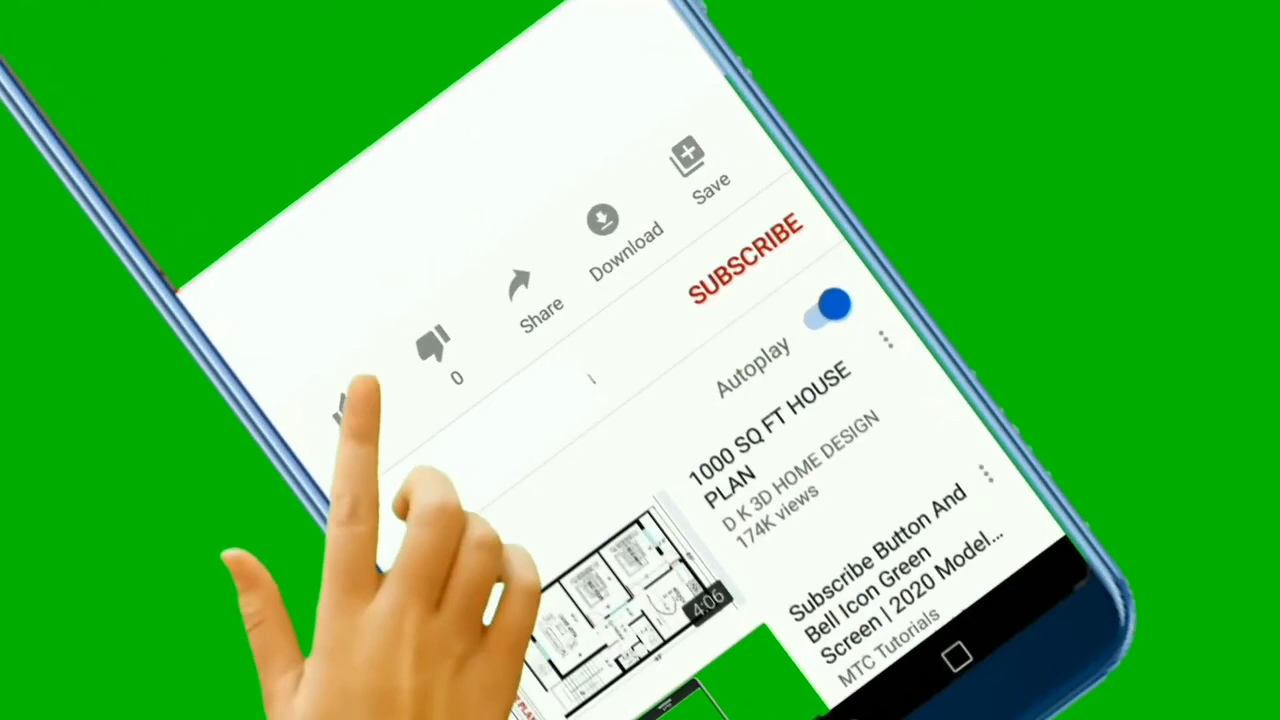 0
Share
Download
Save
SUBSCRIBE
Autoplay
1000 SQ FT HOUSE
PLAN
D K 3D HOME DESIGN
174K views
4:06
Subscribe Button And
Bell Icon Green
Screen | 2020 Model...
MTC Tutorials